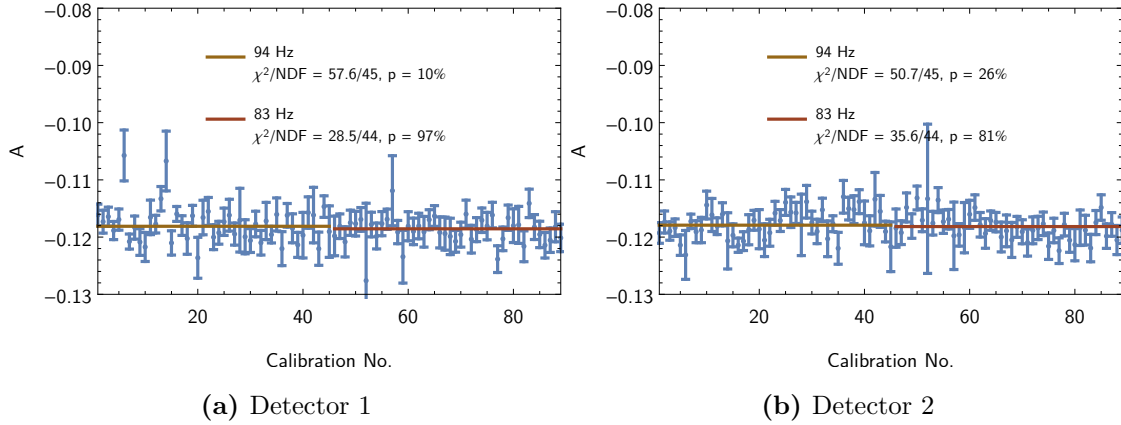 -0.08
-0.09
-0.10
-0.11
-0.12
-0.13
A
94 Hz
χ²/NDF = 57.6/45, p = 10%
83 Hz
χ²/NDF = 28.5/44, p = 97%
20 40 60 80
Calibration No.
(a) Detector 1
-0.08
-0.09
-0.10
-0.11
-0.12
-0.13
A
94 Hz
χ²/NDF = 50.7/45, p = 26%
83 Hz
χ²/NDF = 35.6/44, p = 81%
20 40 60 80
Calibration No.
(b) Detector 2